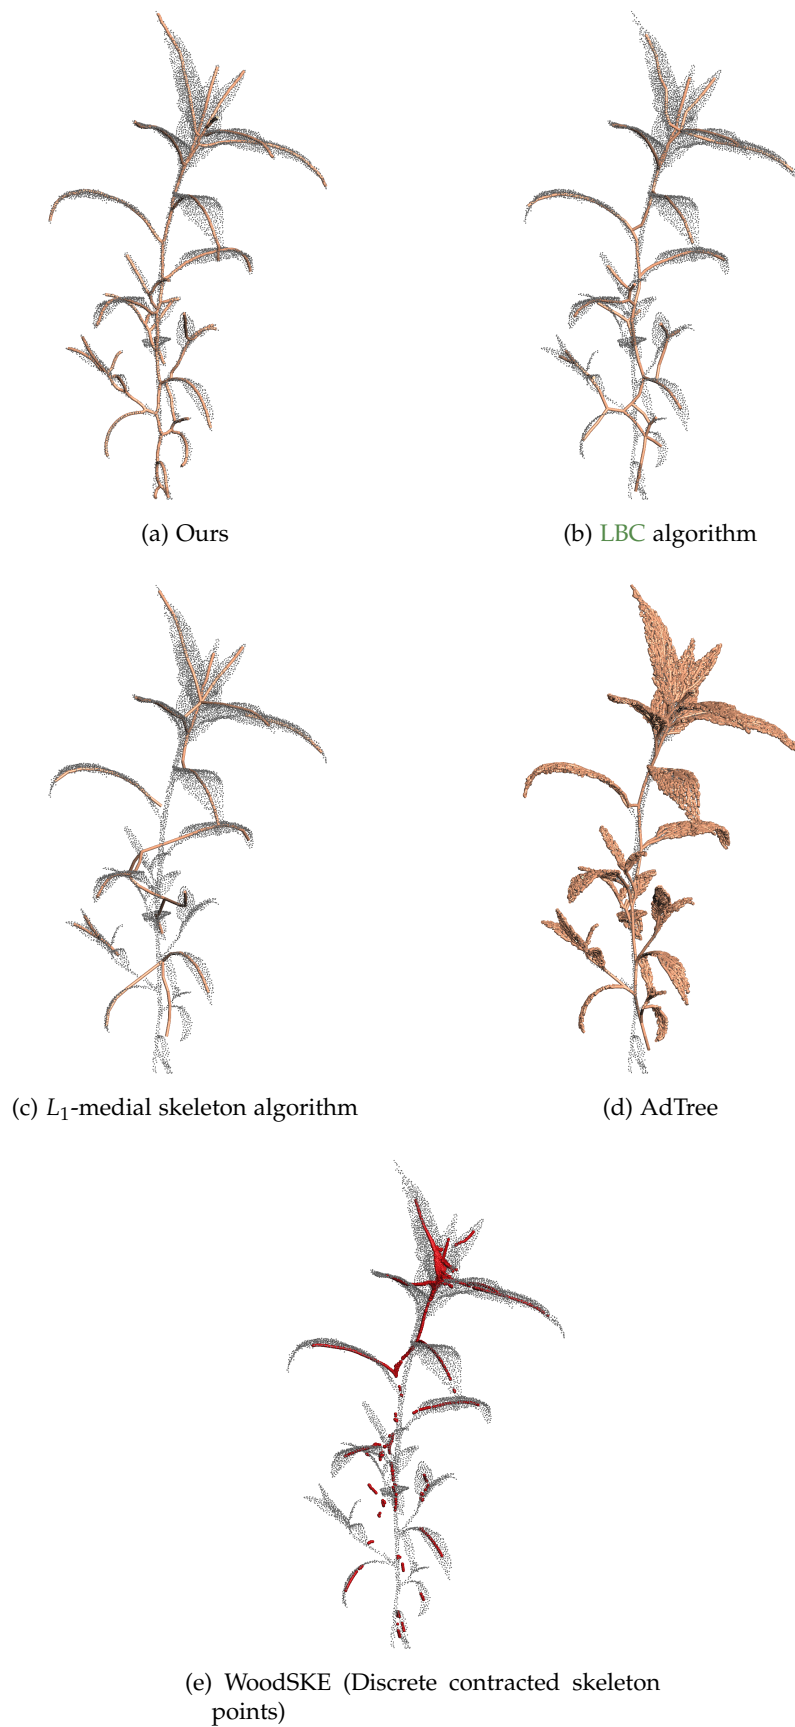 (a) Ours
(b) LBC algorithm
(c) L₁-medial skeleton algorithm
(d) AdTree
(e) WoodSKE (Discrete contracted skeleton
points)